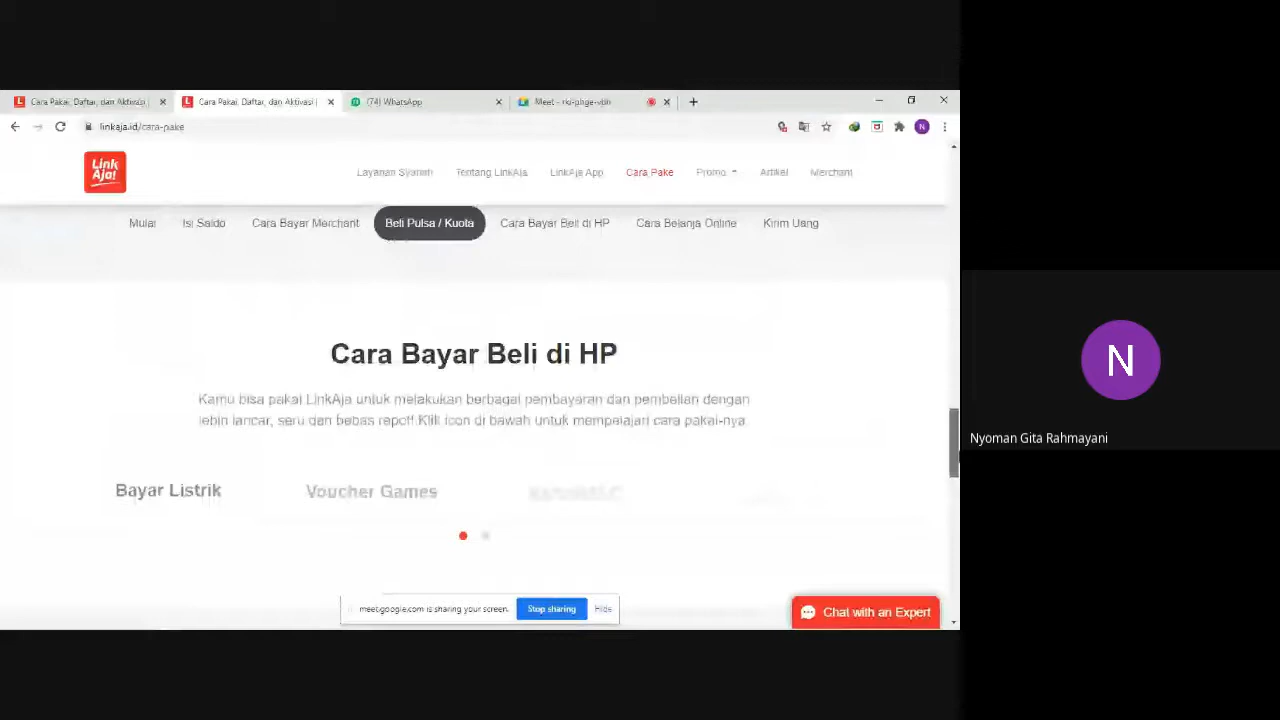 Cara Pakai, Daftar, dan Aktivasi
Cara Pakai, Daftar, dan Aktivasi
(74) WhatsApp
Meet -
linkaja.id/cara-pake
Link Aja!
Layanan Syariah
Tentang LinkAja
LinkAja App
Cara Pake
Promo
Artikel
Merchant
Mulai
Isi Saldo
Cara Bayar Merchant
Beli Pulsa / Kuota
Cara Bayar Beli di HP
Cara Belanja Online
Kirim Uang
Cara Bayar Beli di HP
Kamu bisa pakai LinkAja untuk melakukan berbagai pembayaran dan pembelian dengan
lebih lancar, seru dan bebas repot! Klik icon di bawah untuk mempelajari cara pakai-nya
Bayar Listrik
Voucher Games
meet.google.com is sharing your screen.
Stop sharing
Hide
Chat with an Expert
N
N
Nyoman Gita Rahmayani